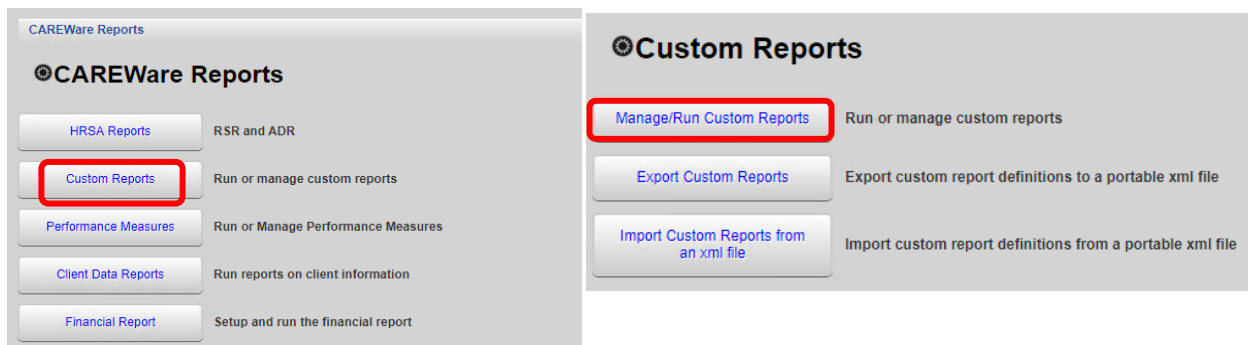 CAREWare Reports
CAREWare Reports
HRSA Reports RSR and ADR
Custom Reports Run or manage custom reports
Performance Measures Run or Manage Performance Measures
Client Data Reports Run reports on client information
Financial Report Setup and run the financial report
Custom Reports
Manage/Run Custom Reports Run or manage custom reports
Export Custom Reports Export custom report definitions to a portable xml file
Import Custom Reports from
an xml file
Import custom report definitions from a portable xml file